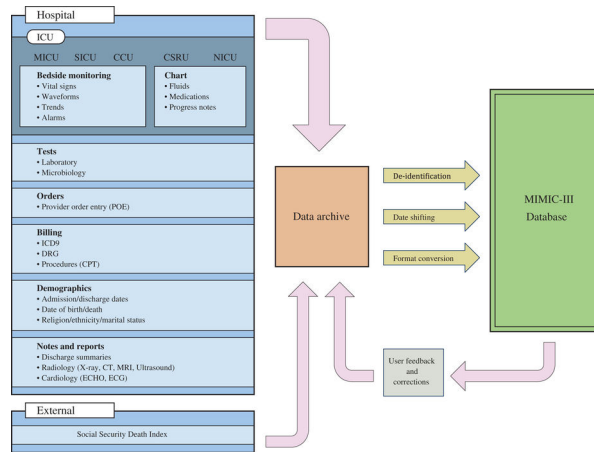 Hospital
ICU
MICU SICU CCU CSRU NICU
Bedside monitoring
• Vital signs
• Waveforms
• Trends
• Alarms
Chart
• Fluids
• Medications
• Progress notes
Tests
• Laboratory
• Microbiology
Orders
• Provider order entry (POE)
Billing
• ICD9
• DRG
• Procedures (CPT)
Demographics
• Admission/discharge dates
• Date of birth/death
• Religion/ethnicity/marital status
Notes and reports
• Discharge summaries
• Radiology (X-ray, CT, MRI, Ultrasound)
• Cardiology (ECHO, ECG)
External
Social Security Death Index
Data archive
De-identification
Date shifting
Format conversion
MIMIC-III
Database
User feedback
and
corrections